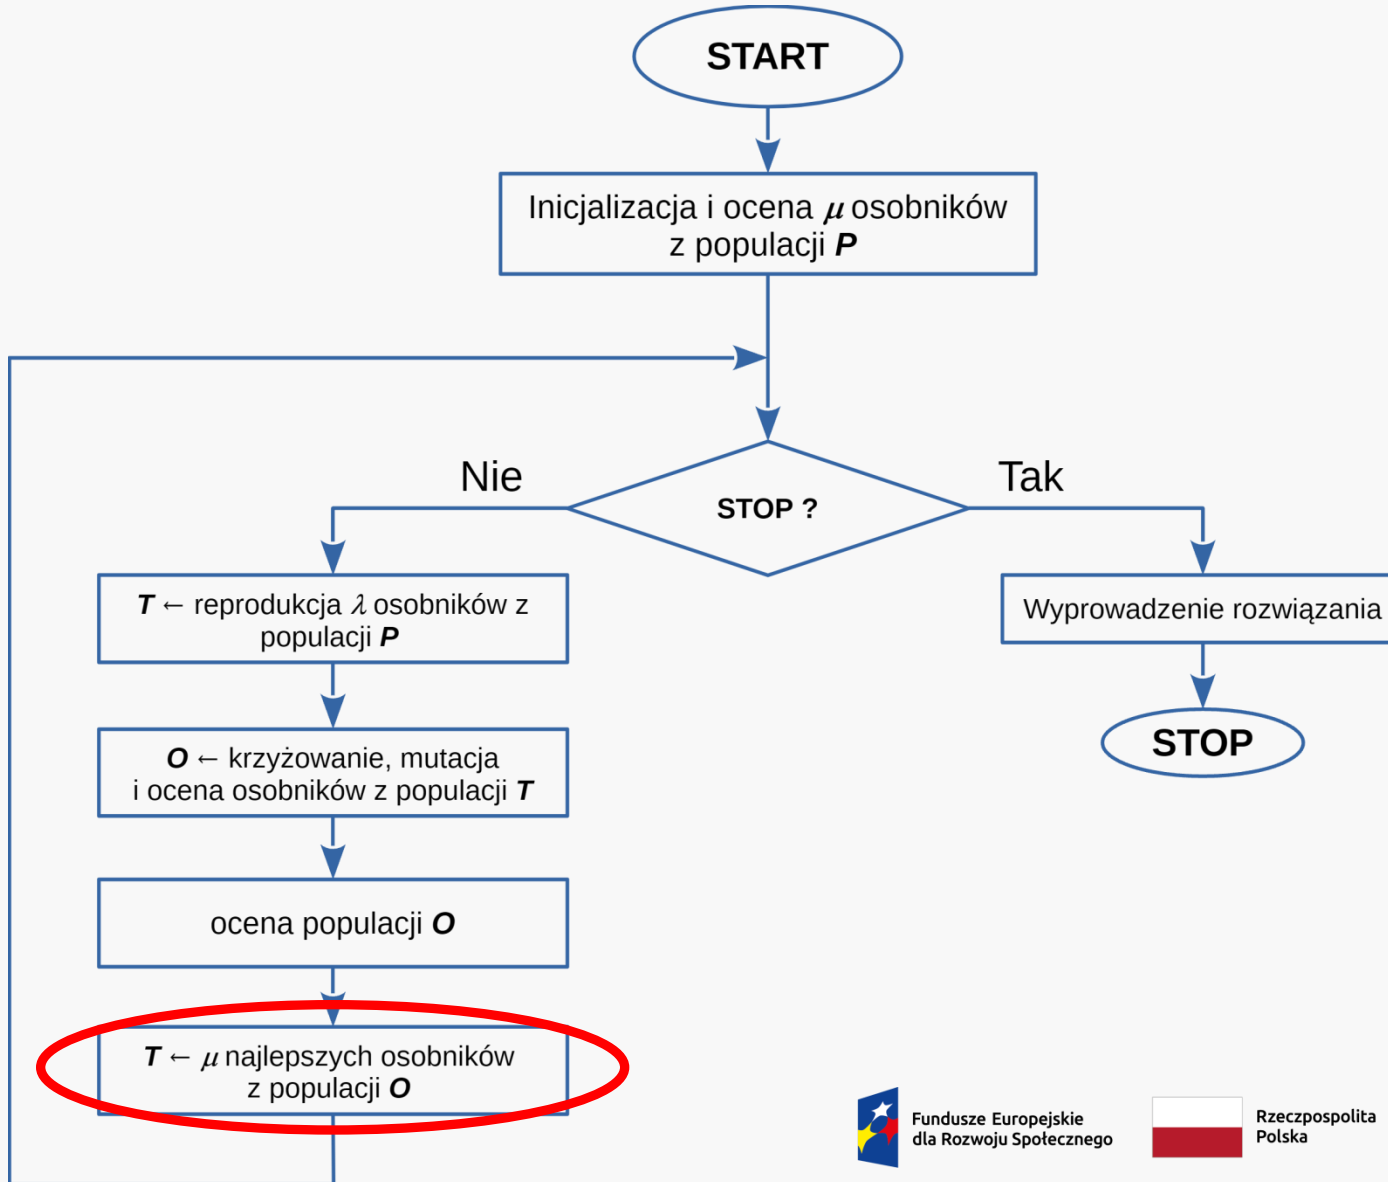 START
Inicjalizacja i ocena μ osobników
z populacji P
Nie
Tak
STOP ?
T ← reprodukcja λ osobników z
populacji P
Wyprowadzenie rozwiązania
O ← krzyżowanie, mutacja
i ocena osobników z populacji T
STOP
ocena populacji O
T ← μ najlepszych osobników
z populacji O
Fundusze Europejskie
dla Rozwoju Społecznego
Rzeczpospolita
Polska